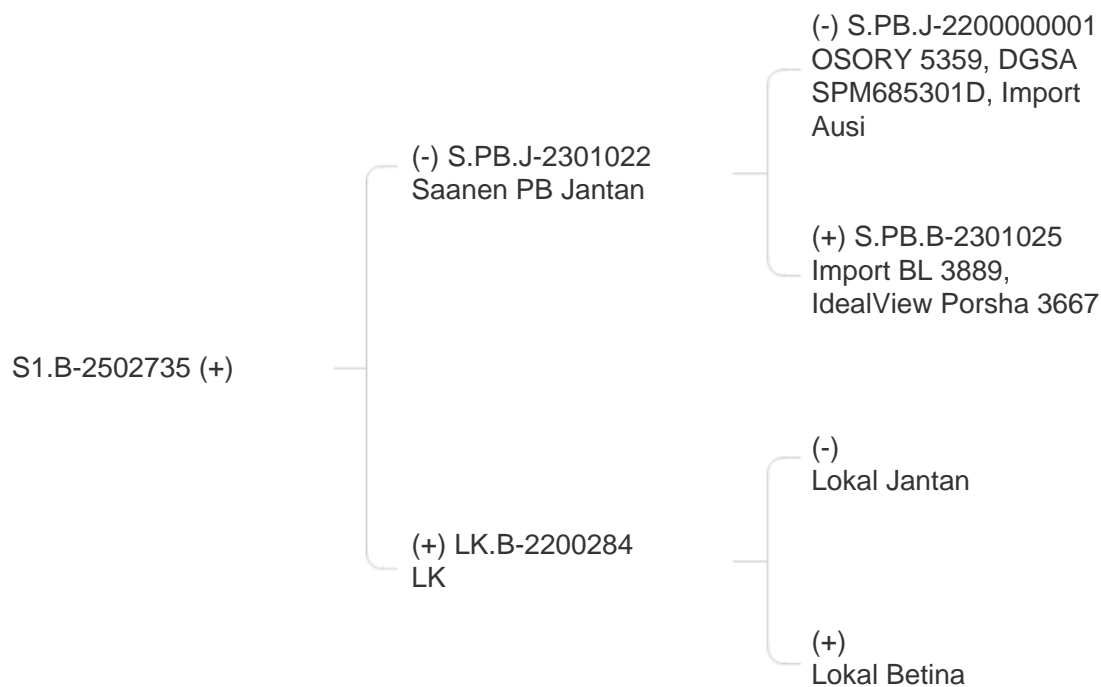 (-) S.PB.J-2200000001
OSORY 5359, DGSA
SPM685301D, Import
Ausi
(-) S.PB.J-2301022
Saanen PB Jantan
(+) S.PB.B-2301025
Import BL 3889,
IdealView Porsha 3667
S1.B-2502735 (+)
(-)
Lokal Jantan
(+) LK.B-2200284
LK
(+)
Lokal Betina